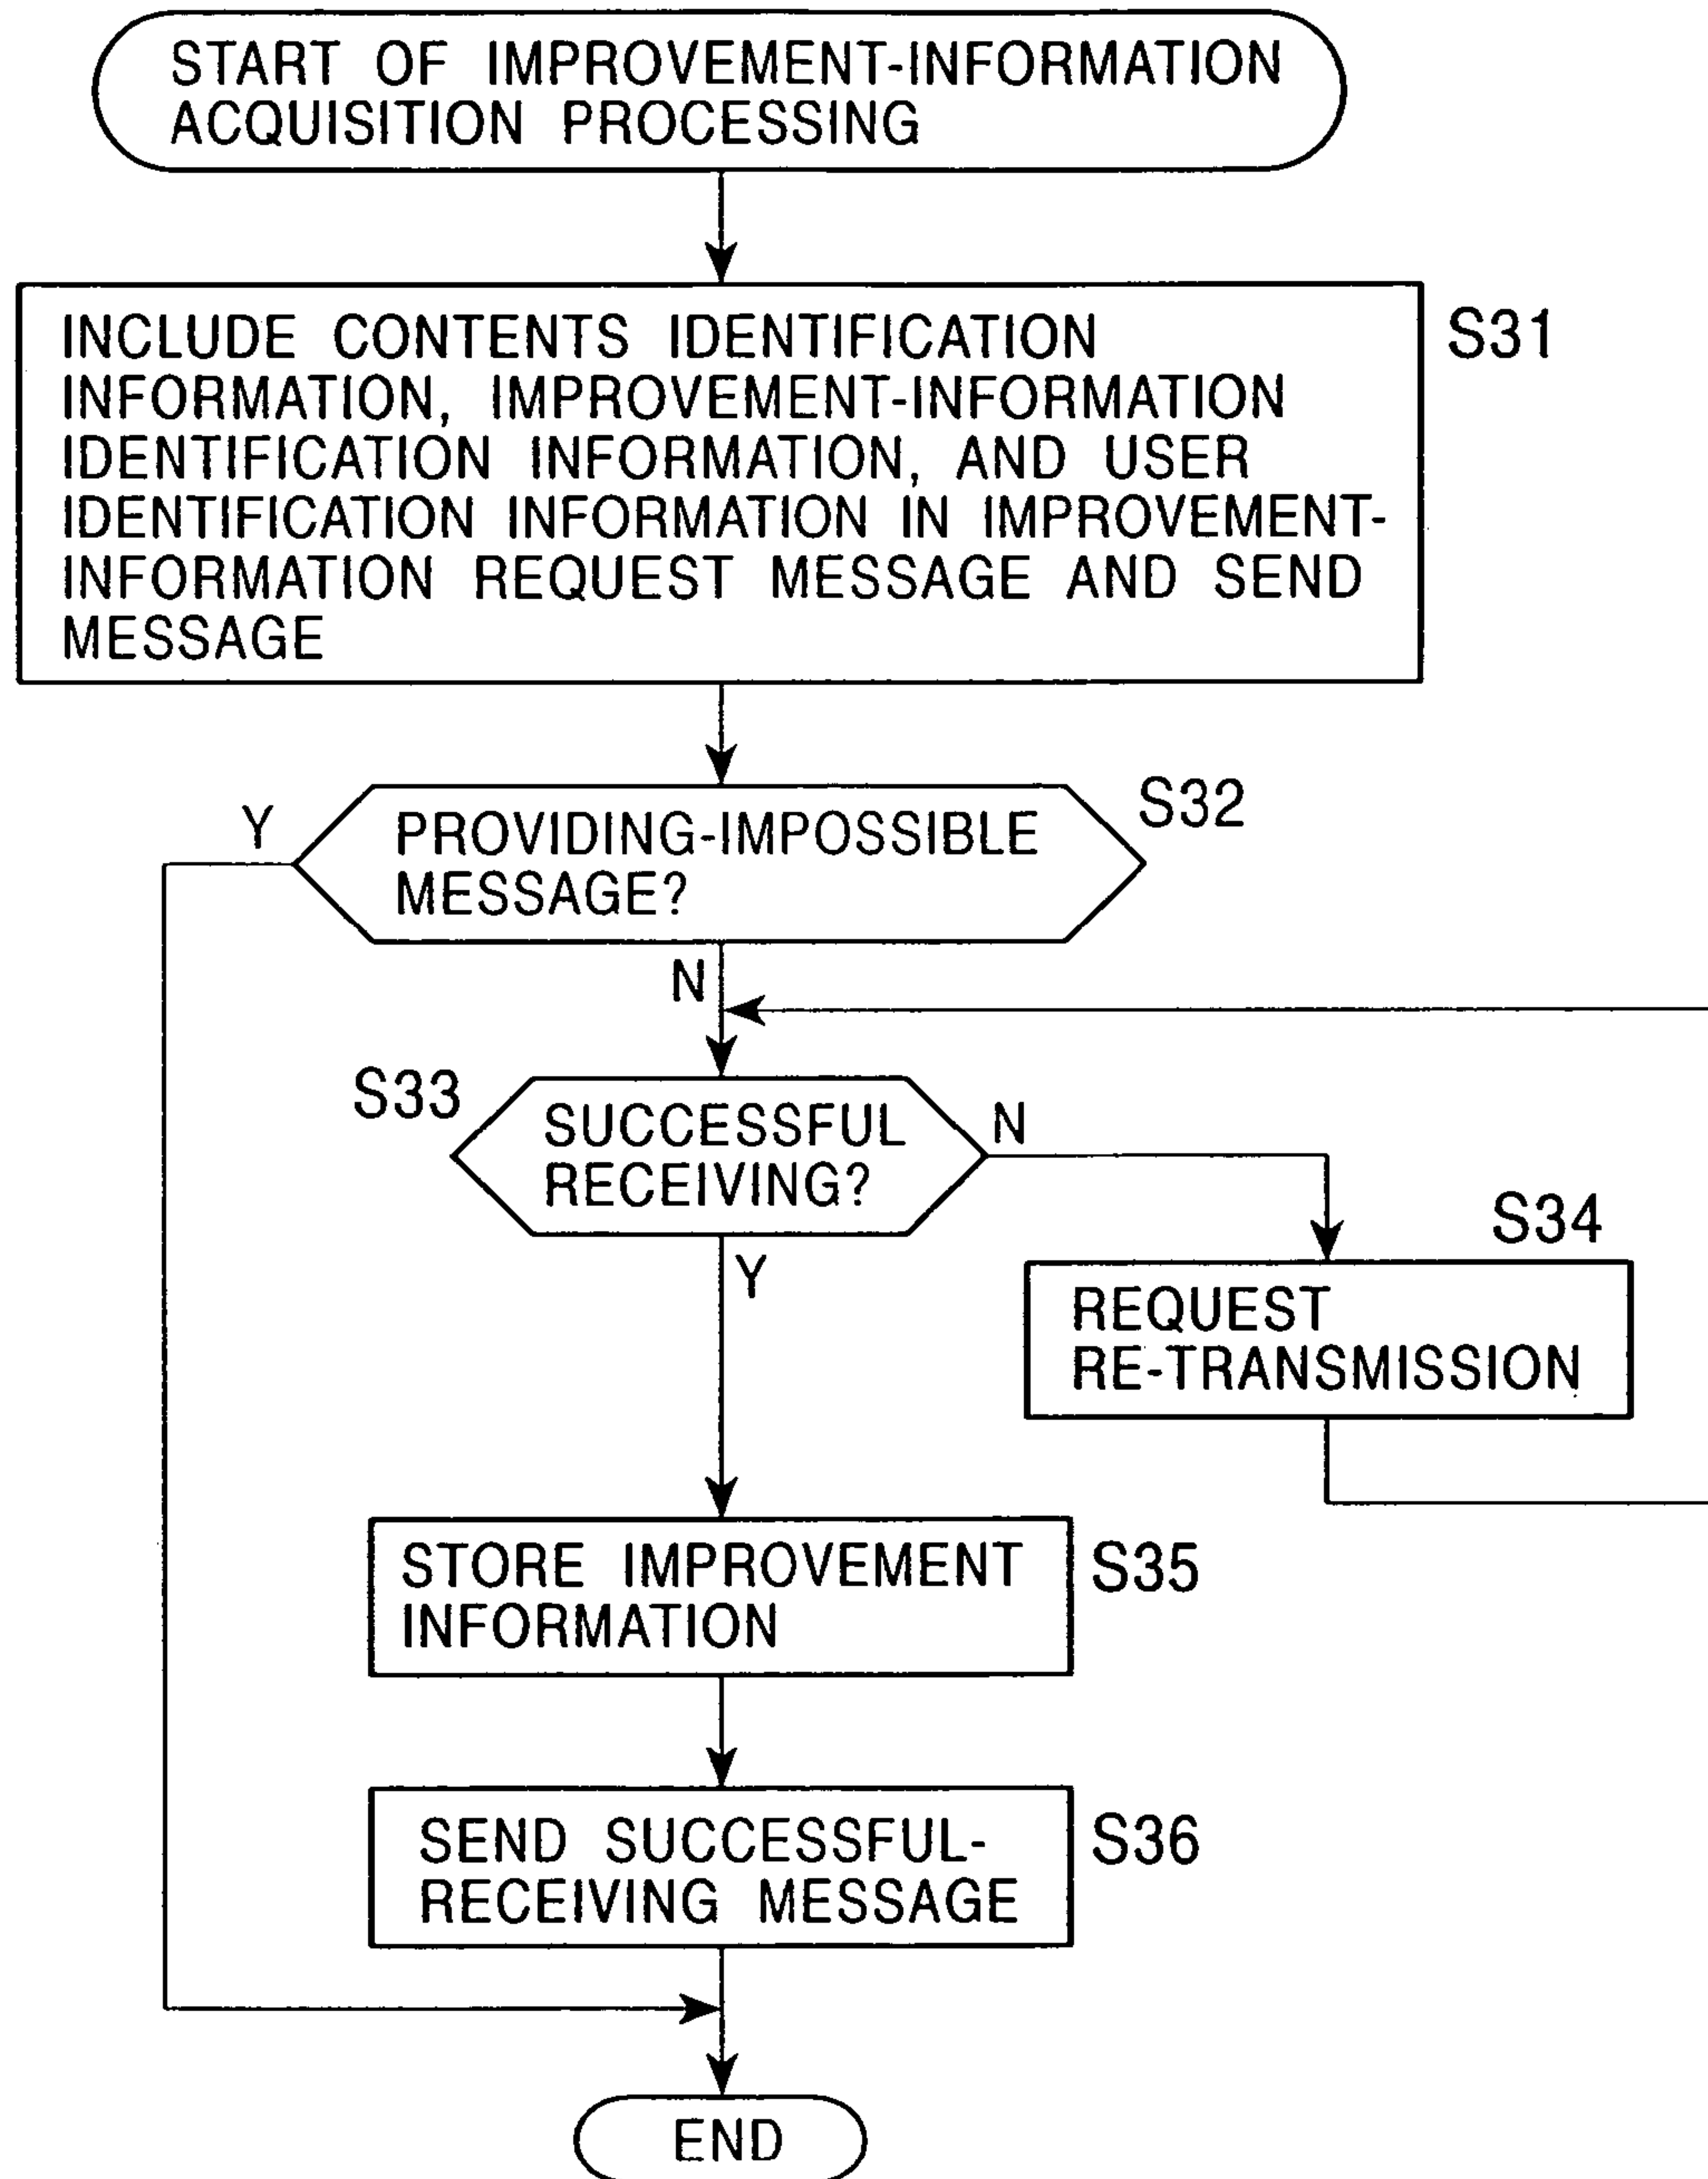 START OF IMPROVEMENT-INFORMATION
ACQUISITION PROCESSING
INCLUDE CONTENTS IDENTIFICATION
INFORMATION, IMPROVEMENT-INFORMATION
IDENTIFICATION INFORMATION, AND USER
IDENTIFICATION INFORMATION IN IMPROVEMENT-
INFORMATION REQUEST MESSAGE AND SEND
MESSAGE
S31
Y
PROVIDING-IMPOSSIBLE
MESSAGE?
S32
N
S33
SUCCESSFUL
RECEIVING?
N
Y
S34
REQUEST
RE-TRANSMISSION
STORE IMPROVEMENT
INFORMATION
S35
SEND SUCCESSFUL-
RECEIVING MESSAGE
S36
END